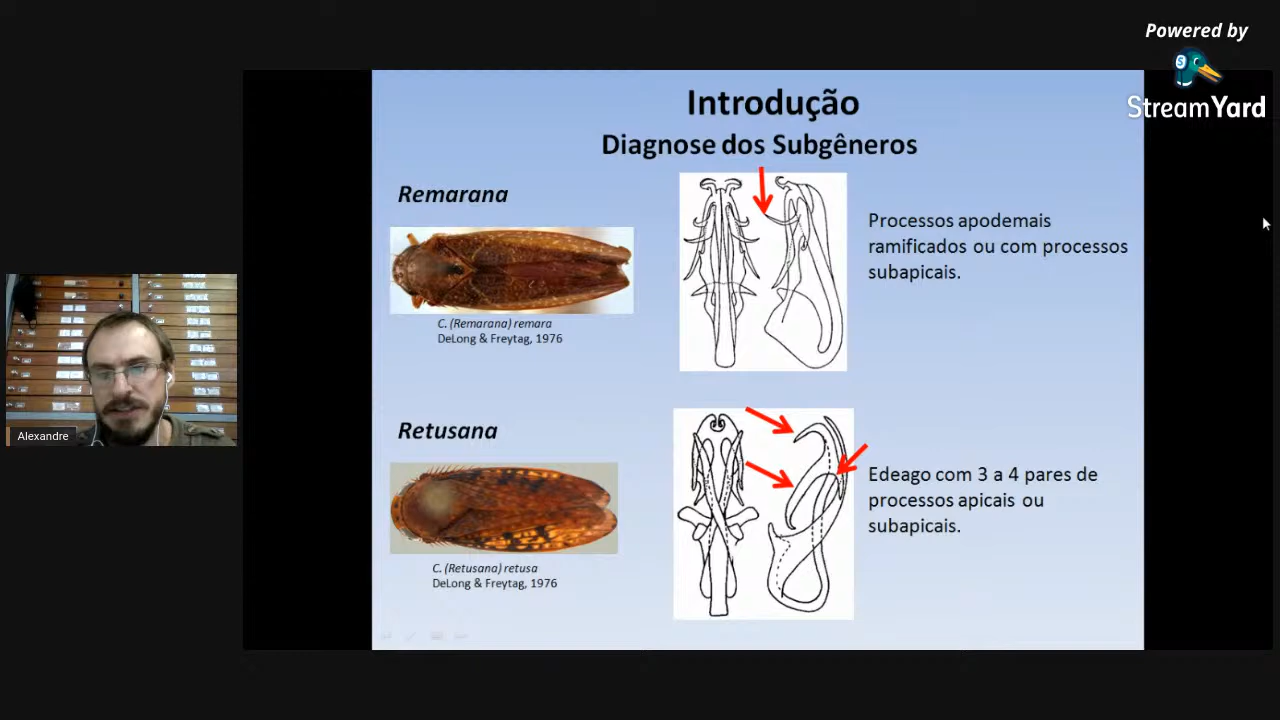 Powered by
StreamYard
Introdução
Diagnose dos Subgêneros
Remarana
C. (Remarana) remara
DeLong & Freytag, 1976
Processos apodemais
ramificados ou com processos
subapicais.
Retusana
C. (Retusana) retusa
DeLong & Freytag, 1976
Edeago com 3 a 4 pares de
processos apicais ou
subapicais.
Alexandre